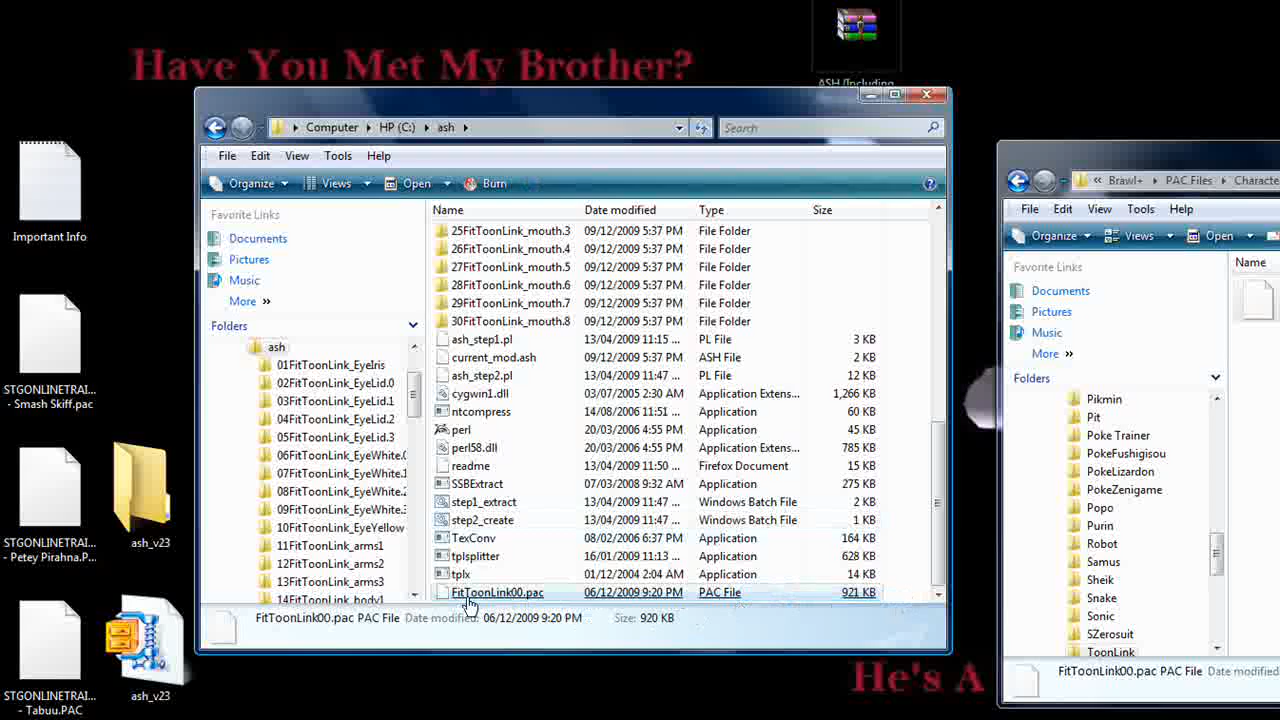 Have You Met My Brother?
ASH (Including
Computer HP (C:) ash
Search
File Edit View Tools Help
Organize Views Open Burn
Favorite Links
Documents
Pictures
Music
More »
Folders
ash
01FitToonLink_EyeIris
02FitToonLink_EyeLid.0
03FitToonLink_EyeLid.1
04FitToonLink_EyeLid.2
05FitToonLink_EyeLid.3
06FitToonLink_EyeWhite.0
07FitToonLink_EyeWhite.1
08FitToonLink_EyeWhite.2
09FitToonLink_EyeWhite.3
10FitToonLink_EyeYellow
11FitToonLink_arms1
12FitToonLink_arms2
13FitToonLink_arms3
14FitToonLink_body1
Name Date modified Type Size
25FitToonLink_mouth.3 09/12/2009 5:37 PM File Folder
26FitToonLink_mouth.4 09/12/2009 5:37 PM File Folder
27FitToonLink_mouth.5 09/12/2009 5:37 PM File Folder
28FitToonLink_mouth.6 09/12/2009 5:37 PM File Folder
29FitToonLink_mouth.7 09/12/2009 5:37 PM File Folder
30FitToonLink_mouth.8 09/12/2009 5:37 PM File Folder
ash_step1.pl 13/04/2009 11:15 ... PL File 3 KB
current_mod.ash 09/12/2009 5:37 PM ASH File 2 KB
ash_step2.pl 13/04/2009 11:47 ... PL File 12 KB
cygwin1.dll 03/07/2005 2:30 AM Application Extens... 1,266 KB
ntcompress 14/08/2006 11:51 ... Application 60 KB
perl 20/03/2006 4:55 PM Application 45 KB
perl58.dll 20/03/2006 4:55 PM Application Extens... 785 KB
readme 13/04/2009 11:50 ... Firefox Document 15 KB
SSBExtract 07/03/2008 9:32 AM Application 275 KB
step1_extract 13/04/2009 11:47 ... Windows Batch File 2 KB
step2_create 13/04/2009 11:47 ... Windows Batch File 1 KB
TexConv 08/02/2006 6:37 PM Application 164 KB
tplsplitter 16/01/2009 11:13 ... Application 628 KB
tplx 01/12/2004 2:04 AM Application 14 KB
FitToonLink00.pac 06/12/2009 9:20 PM PAC File 921 KB
FitToonLink00.pac PAC File Date modified: 06/12/2009 9:20 PM Size: 920 KB
Important Info
STGONLINETRAI...
- Smash Skiff.pac
STGONLINETRAI...
- Petey Pirahna.P...
STGONLINETRAI...
- Tabuu.PAC
ash_v23
ash_v23
He's A
« Brawl+ PAC Files Characte
File Edit View Tools Help
Organize Views Open
Favorite Links
Documents
Pictures
Music
More »
Folders
Pikmin
Pit
Poke Trainer
PokeFushigisou
PokeLizardon
PokeZenigame
Popo
Purin
Robot
Samus
Sheik
Snake
Sonic
SZerosuit
ToonLink
Name
FitToonLink00.pac PAC File Date modified